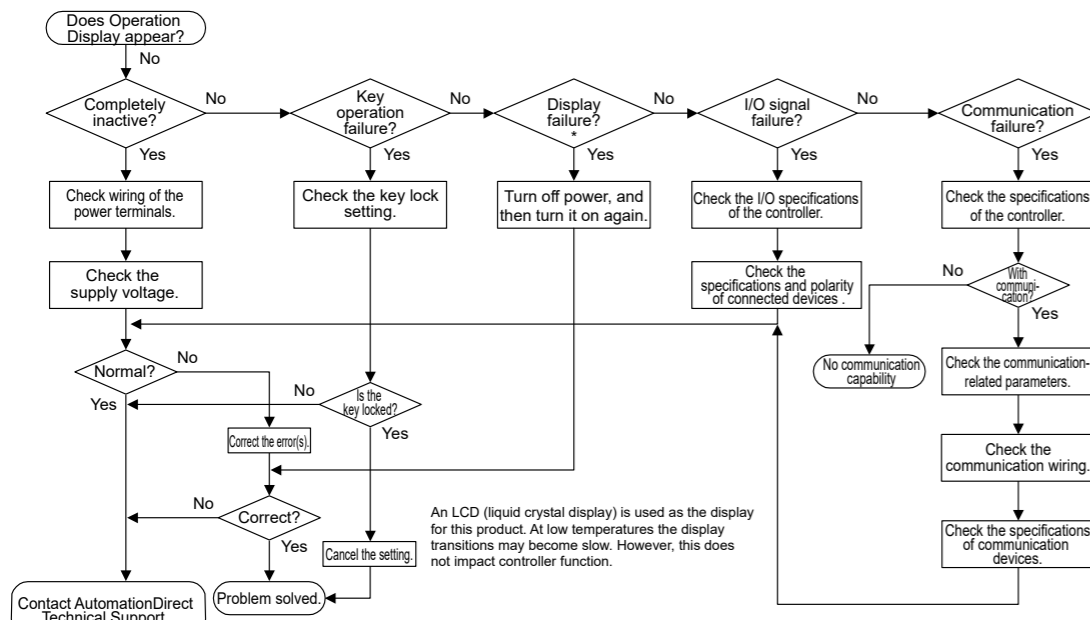 Does Operation
Display appear?
No
Completely
inactive?
No
Key
operation
failure?
No
Display
failure?
*
No
I/O signal
failure?
No
Communication
failure?
Yes
Yes
Yes
Yes
Yes
Check wiring of the
power terminals.
Check the key lock
setting.
Turn off power, and
then turn it on again.
Check the I/O specifications
of the controller.
Check the specifications
of the controller.
Check the
supply voltage.
Check the
specifications and polarity
of connected devices .
No
With
communi-
cation?
Yes
No communication
capability
Check the communication-
related parameters.
Normal?
No
Yes
No
Is the
key locked?
Yes
Correct the error(s).
Check the
communication wiring.
No
Correct?
Yes
Cancel the setting.
An LCD (liquid crystal display) is used as the display
for this product. At low temperatures the display
transitions may become slow. However, this does
not impact controller function.
Check the specifications
of communication
devices.
Contact AutomationDirect
Technical Support
Problem solved.